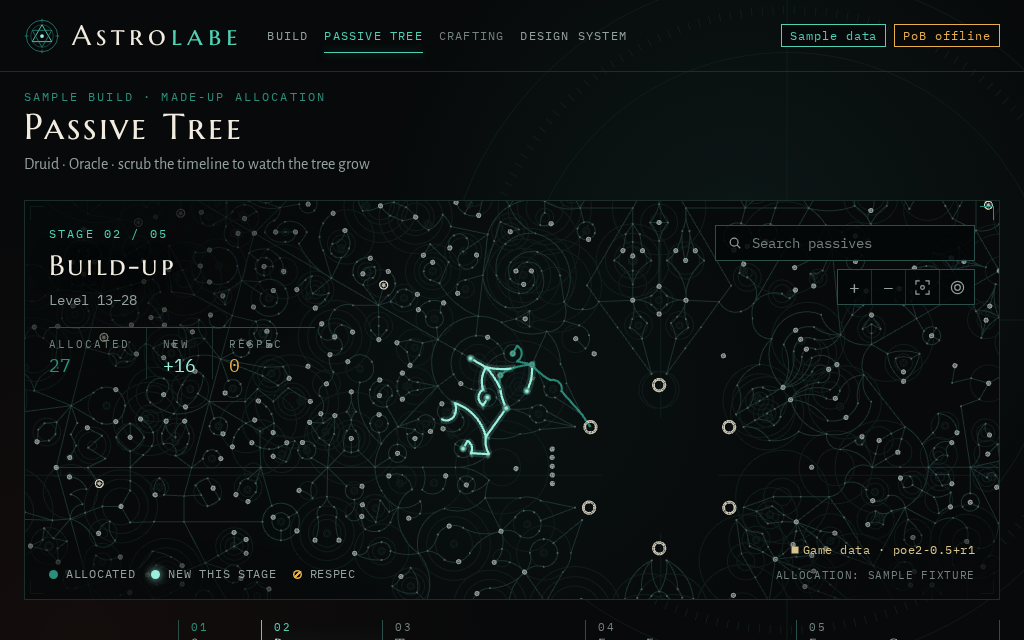 ASTROLABE
BUILD PASSIVE TREE CRAFTING DESIGN SYSTEM
Sample data PoB offline
SAMPLE BUILD · MADE-UP ALLOCATION
PASSIVE TREE
Druid · Oracle · scrub the timeline to watch the tree grow
STAGE 02 / 05
BUILD-UP
Level 13–28
ALLOCATED NEW RESPEC
27 +16 0
Search passives
+ −
Game data · poe2-0.5+r1
ALLOCATION: SAMPLE FIXTURE
ALLOCATED NEW THIS STAGE RESPEC
01 02 03 04 05